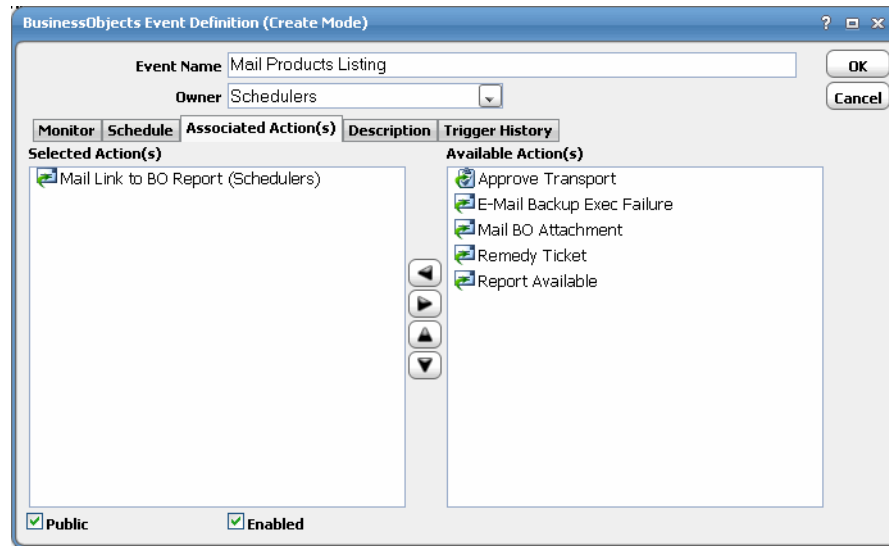 BusinessObjects Event Definition (Create Mode)
?
Event Name Mail Products Listing
OK
Owner Schedulers
Cancel
Monitor Schedule Associated Action(s) Description Trigger History
Selected Action(s)
Available Action(s)
Mail Link to BO Report (Schedulers)
Approve Transport
E-Mail Backup Exec Failure
Mail BO Attachment
Remedy Ticket
Report Available
Public
Enabled